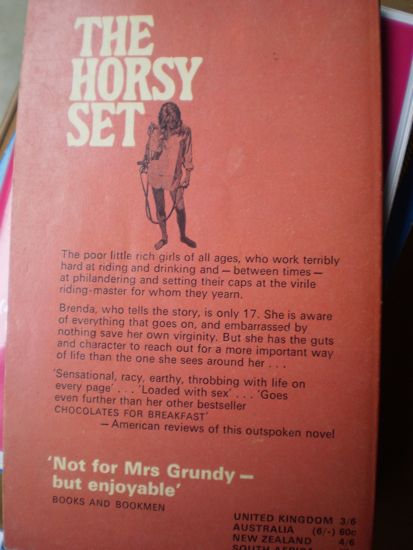 THE
HORSY
SET
The poor little rich girls of all ages, who work terribly
hard at riding and drinking and — between times —
at philandering and setting their caps at the virile
riding-master for whom they yearn.
Brenda, who tells the story, is only 17. She is aware
of everything that goes on, and embarrassed by
nothing save her own virginity. But she has the guts
and character to reach out for a more important way
of life than the one she sees around her . . .
'Sensational, racy, earthy, throbbing with life on
every page' . . . 'Loaded with sex' . . . 'Goes
even further than her other bestseller
CHOCOLATES FOR BREAKFAST'
— American reviews of this outspoken novel
'Not for Mrs Grundy —
but enjoyable'
BOOKS AND BOOKMEN
UNITED KINGDOM 3/6
AUSTRALIA (6/-) 60c
NEW ZEALAND 4/6
SOUTH AFRICA